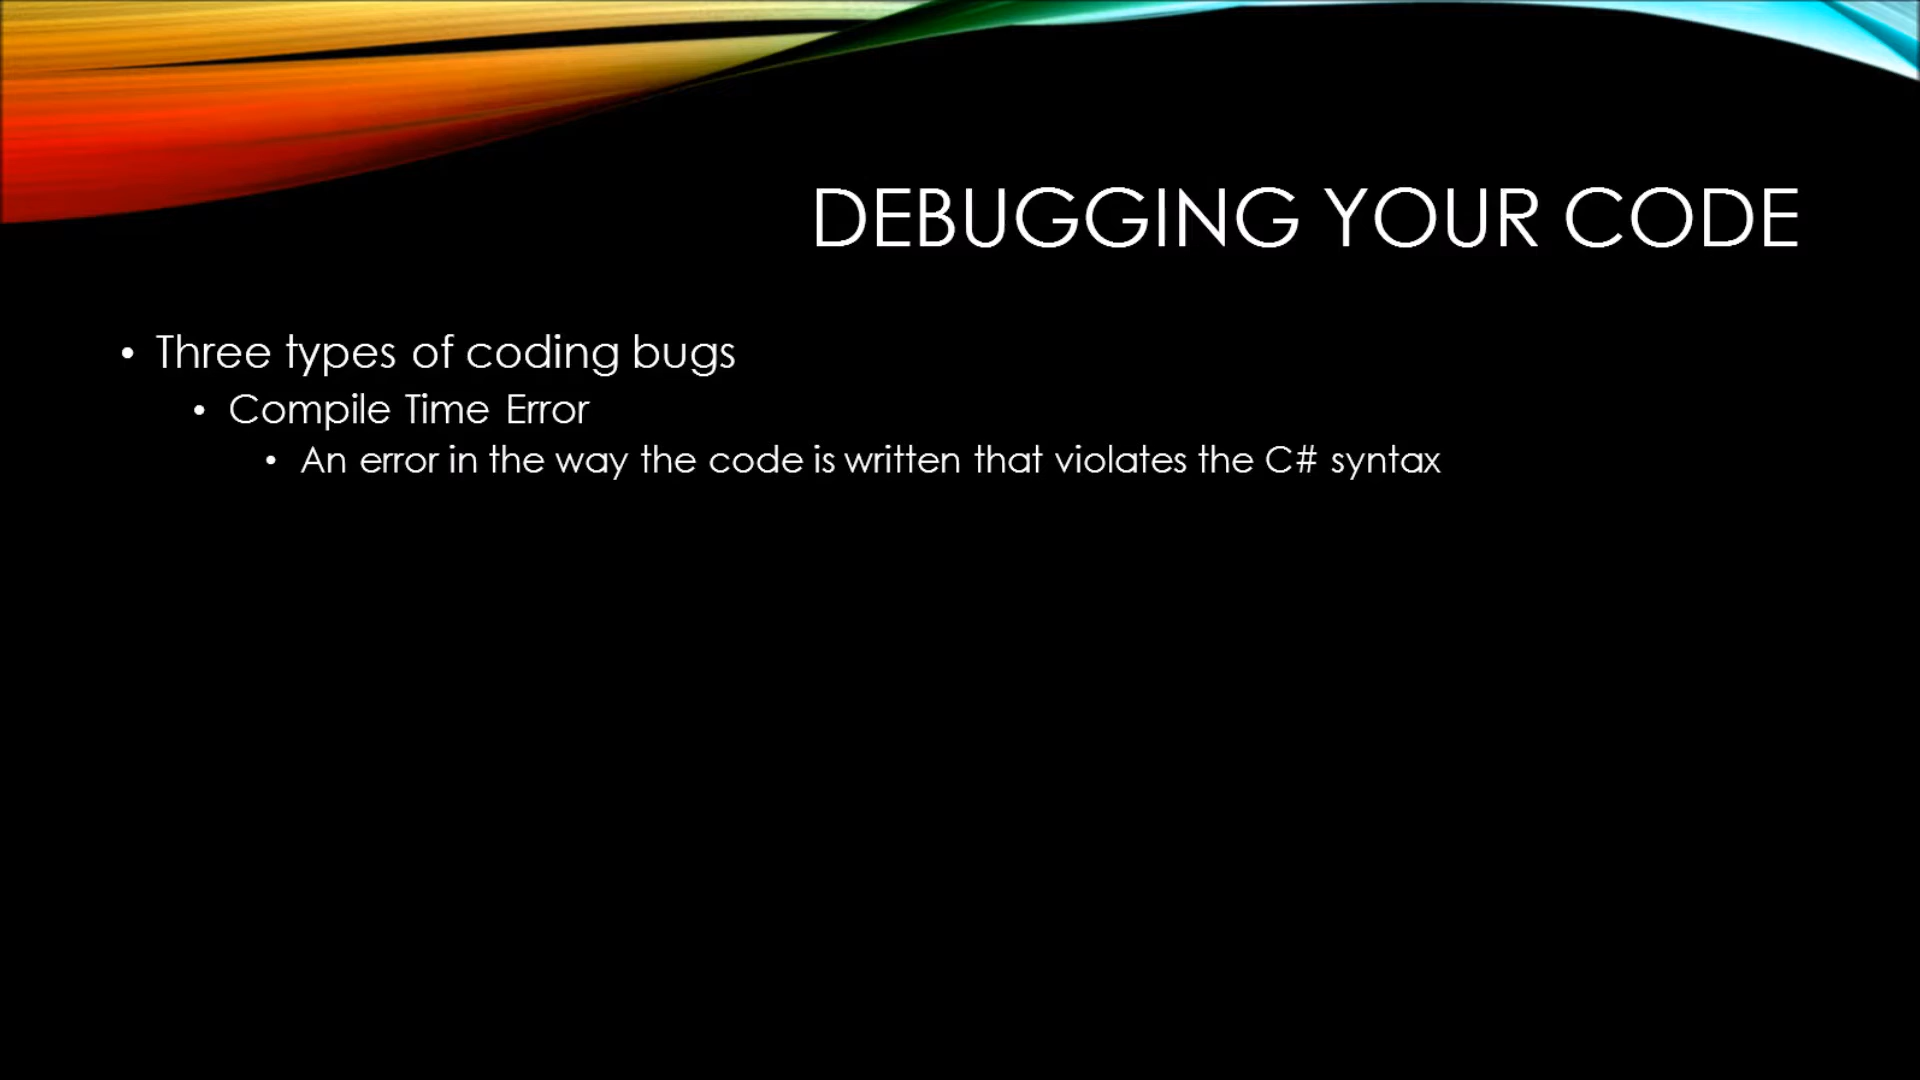 DEBUGGING YOUR CODE
• Three types of coding bugs
• Compile Time Error
• An error in the way the code is written that violates the C# syntax